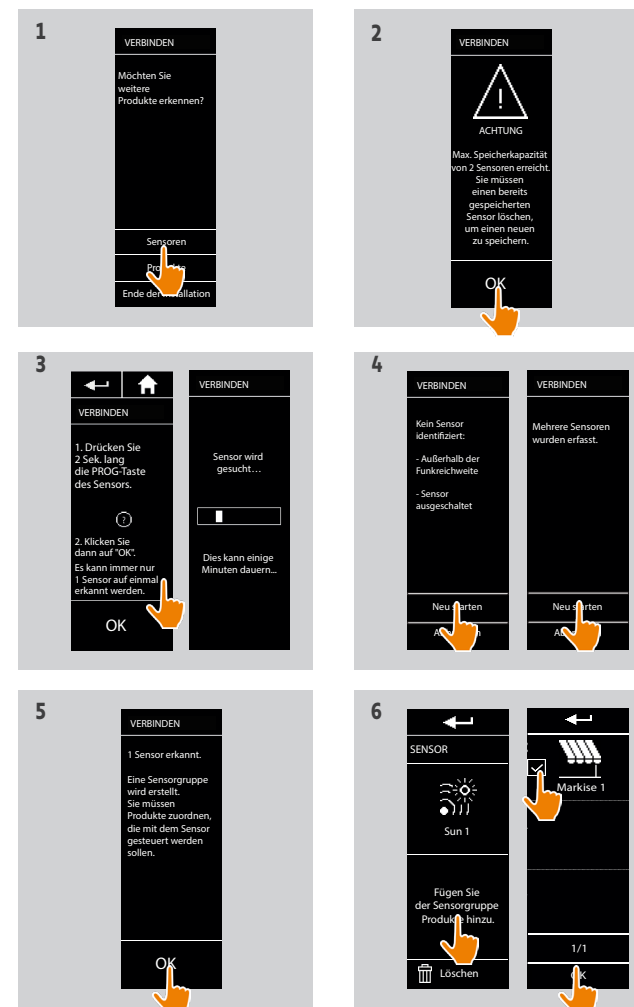 1
VERBINDEN
Möchten Sie
weitere
Produkte erkennen?
Sensoren
Ende der
2
VERBINDEN
!
ACHTUNG
Max. Speicherkapazität
von 2 Sensoren erreicht.
Sie müssen
einen bereits
gespeicherten
Sensor löschen,
um einen neuen
zu speichern.
OK
3
VERBINDEN
1. Drücken Sie
2 Sek. lang
die PROG-Taste
des Sensors.
?
2. Klicken Sie
dann auf "OK".
Es kann immer nur
1 Sensor auf einmal
erkannt werden.
OK
VERBINDEN
Sensor wird
gesucht…
Dies kann einige
Minuten dauern...
4
VERBINDEN
Kein Sensor
identifiziert:
- Außerhalb der
Funkreichweite
- Sensor
ausgeschaltet
Neu starten
VERBINDEN
Mehrere Sensoren
wurden erfasst.
Neu starten
5
VERBINDEN
1 Sensor erkannt.
Eine Sensorgruppe
wird erstellt.
Sie müssen
Produkte zuordnen,
die mit dem Sensor
gesteuert werden
sollen.
OK
6
SENSOR
Sun 1
Fügen Sie
der Sensorgruppe
Produkte hinzu.
Löschen
Markise 1
1/1
OK